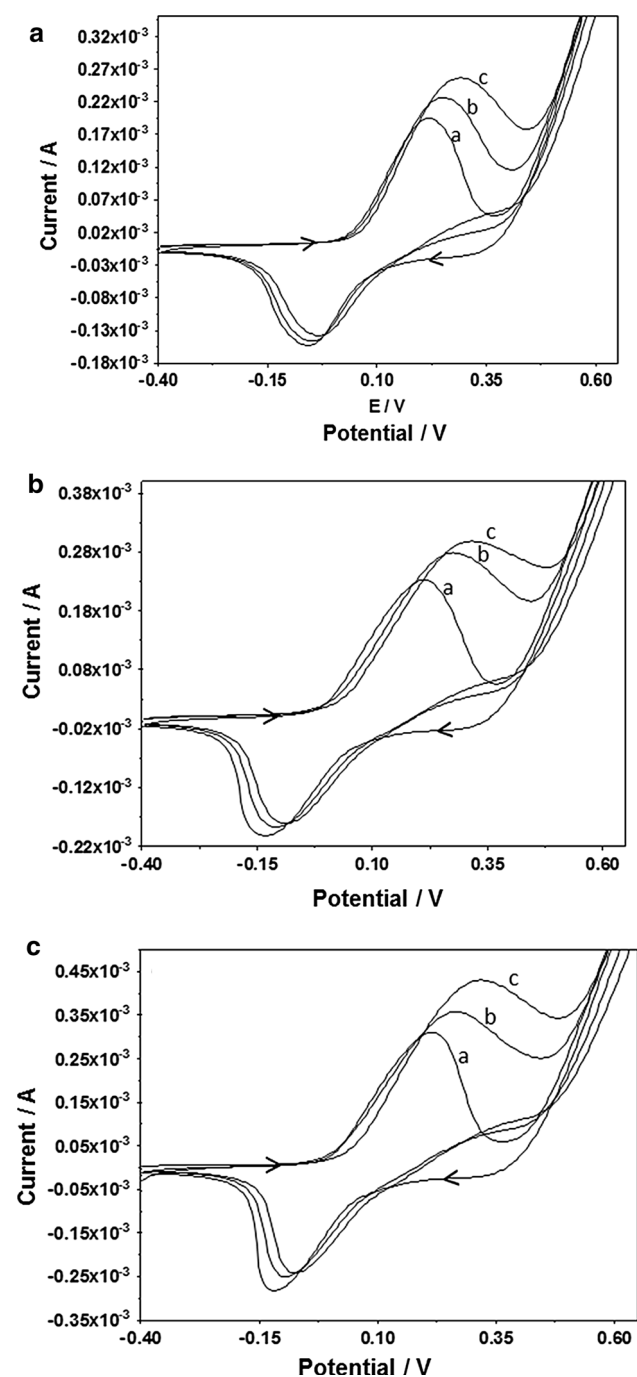 a
0.32x10⁻³
0.27x10⁻³
0.22x10⁻³
0.17x10⁻³
0.12x10⁻³
0.07x10⁻³
0.02x10⁻³
-0.03x10⁻³
-0.08x10⁻³
-0.13x10⁻³
-0.18x10⁻³
Current / A
c
b
a
-0.40 -0.15 0.10 0.35 0.60
E / V
Potential / V
b
0.38x10⁻³
0.28x10⁻³
0.18x10⁻³
0.08x10⁻³
-0.02x10⁻³
-0.12x10⁻³
-0.22x10⁻³
Current / A
c
b
a
-0.40 -0.15 0.10 0.35 0.60
Potential / V
c
0.45x10⁻³
0.35x10⁻³
0.25x10⁻³
0.15x10⁻³
0.05x10⁻³
-0.05x10⁻³
-0.15x10⁻³
-0.25x10⁻³
-0.35x10⁻³
Current / A
c
b
a
-0.40 -0.15 0.10 0.35 0.60
Potential / V